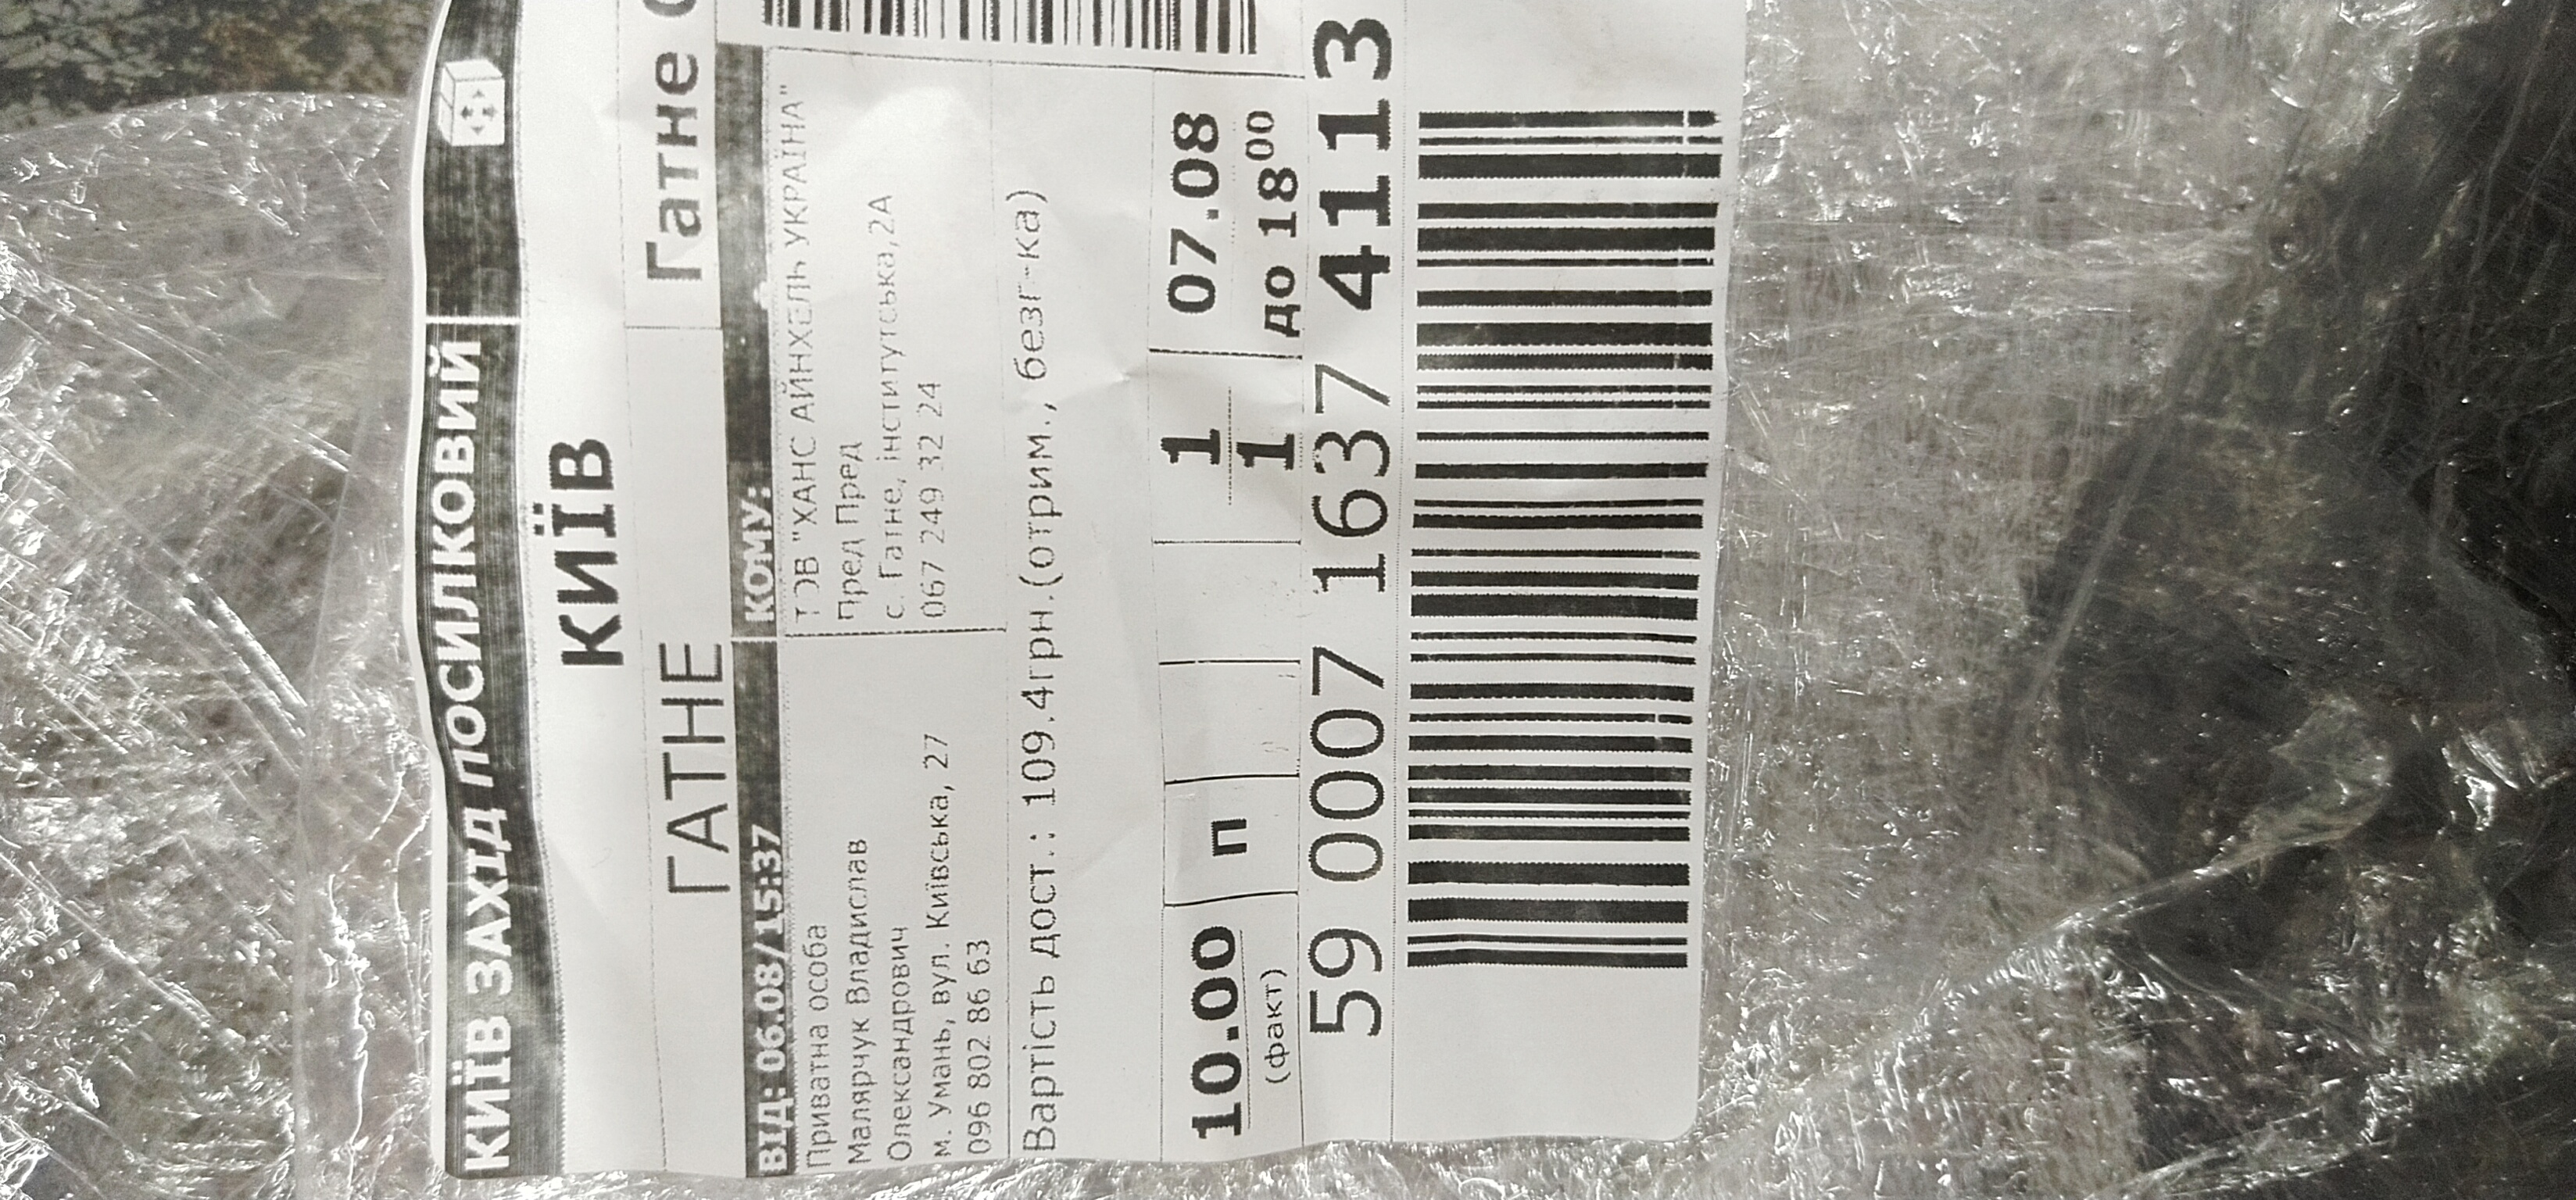 КИЇВ ЗАХІД ПОСИЛКОВИЙ
КИЇВ
ГАТНЕ
Гатне
ВІД: 06.08/15:37
Приватна особа
Малярчук Владислав
Олександрович
м. Умань, вул. Київська, 27
096 802 86 63
КОМУ:
ТОВ "ХАНС АЙНХЕЛЬ УКРАЇНА"
Пред Пред
с. Гатне, інститутська,2А
067 249 32 24
Вартість дост.: 109.4грн.(отрим., безг-ка)
10.00
(факт)
П
1
1
07.08
до 18 00
59 0007 1637 4113